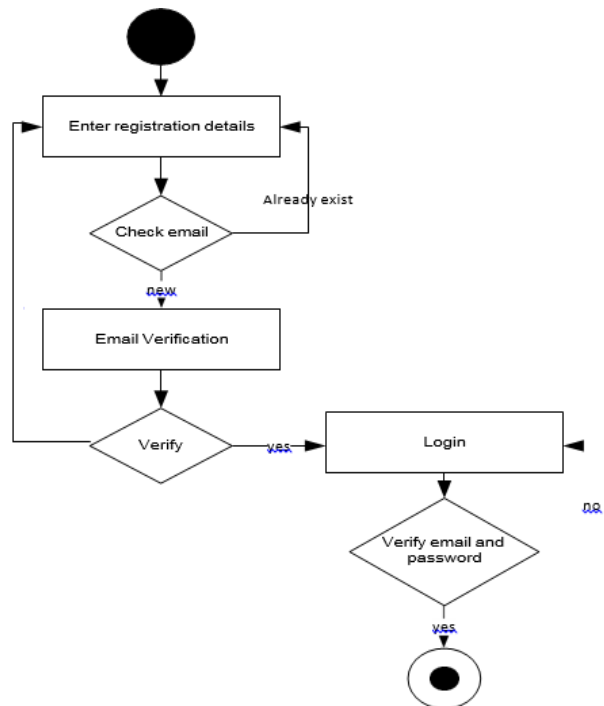 Enter registration details
Already exist
Check email
new
Email Verification
Verify
yes
Login
no
Verify email and
password
yes